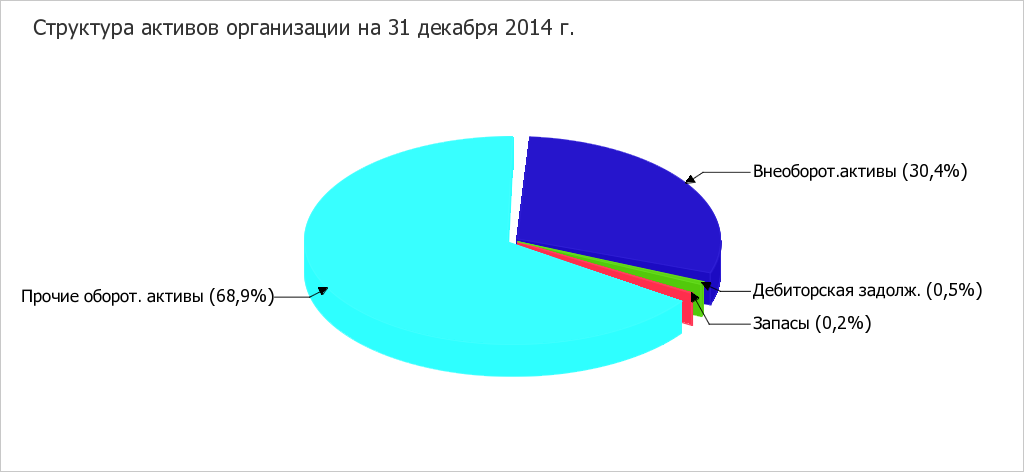 Структура активов организации на 31 декабря 2014 г.
Внеоборот.активы (30,4%)
Дебиторская задолж. (0,5%)
Прочие оборот. активы (68,9%)
Запасы (0,2%)